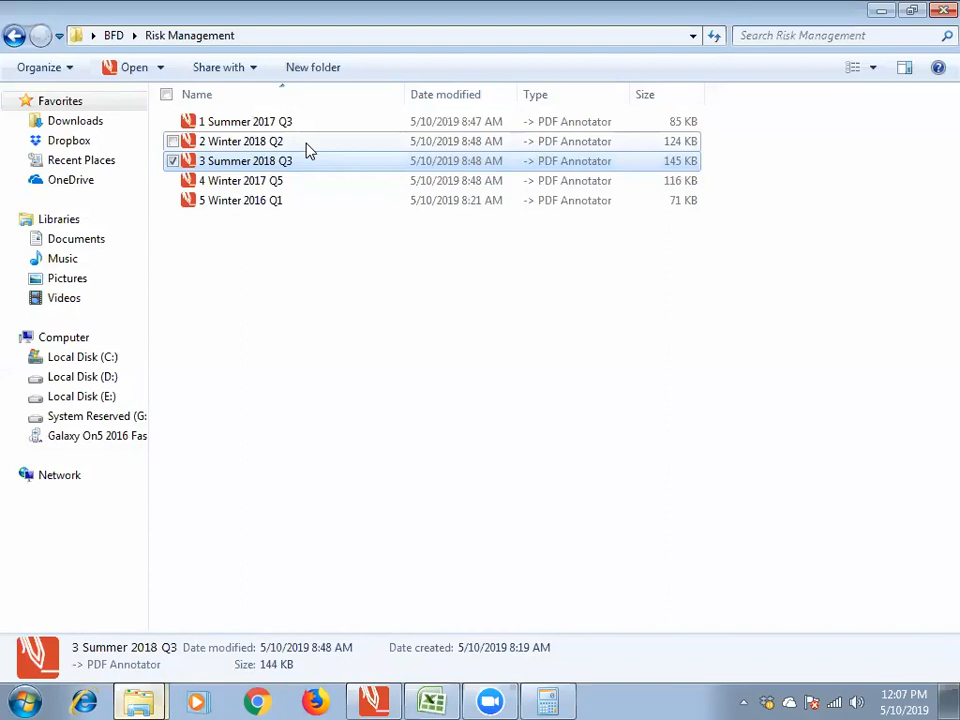 BFD Risk Management
Search Risk Management
Organize Open Share with New folder
Name Date modified Type Size
Favorites
Downloads
Dropbox
Recent Places
OneDrive
Libraries
Documents
Music
Pictures
Videos
Computer
Local Disk (C:)
Local Disk (D:)
Local Disk (E:)
System Reserved (G:
Galaxy On5 2016 Fas
Network
1 Summer 2017 Q3 5/10/2019 8:47 AM -> PDF Annotator 85 KB
2 Winter 2018 Q2 5/10/2019 8:48 AM -> PDF Annotator 124 KB
3 Summer 2018 Q3 5/10/2019 8:48 AM -> PDF Annotator 145 KB
4 Winter 2017 Q5 5/10/2019 8:48 AM -> PDF Annotator 116 KB
5 Winter 2016 Q1 5/10/2019 8:21 AM -> PDF Annotator 71 KB
3 Summer 2018 Q3 Date modified: 5/10/2019 8:48 AM Date created: 5/10/2019 8:19 AM
-> PDF Annotator Size: 144 KB
12:07 PM
5/10/2019